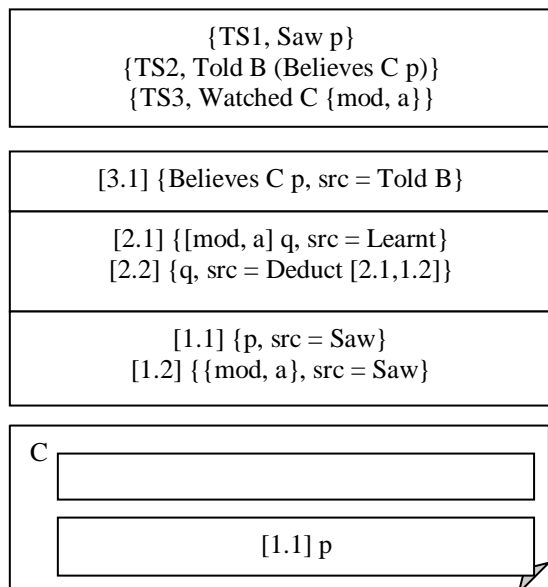 {TS1, Saw p}
{TS2, Told B (Believes C p)}
{TS3, Watched C {mod, a}}
[3.1] {Believes C p, src = Told B}
[2.1] {[mod, a] q, src = Learnt}
[2.2] {q, src = Deduct [2.1,1.2]}
[1.1] {p, src = Saw}
[1.2] {{mod, a}, src = Saw}
C
[1.1] p